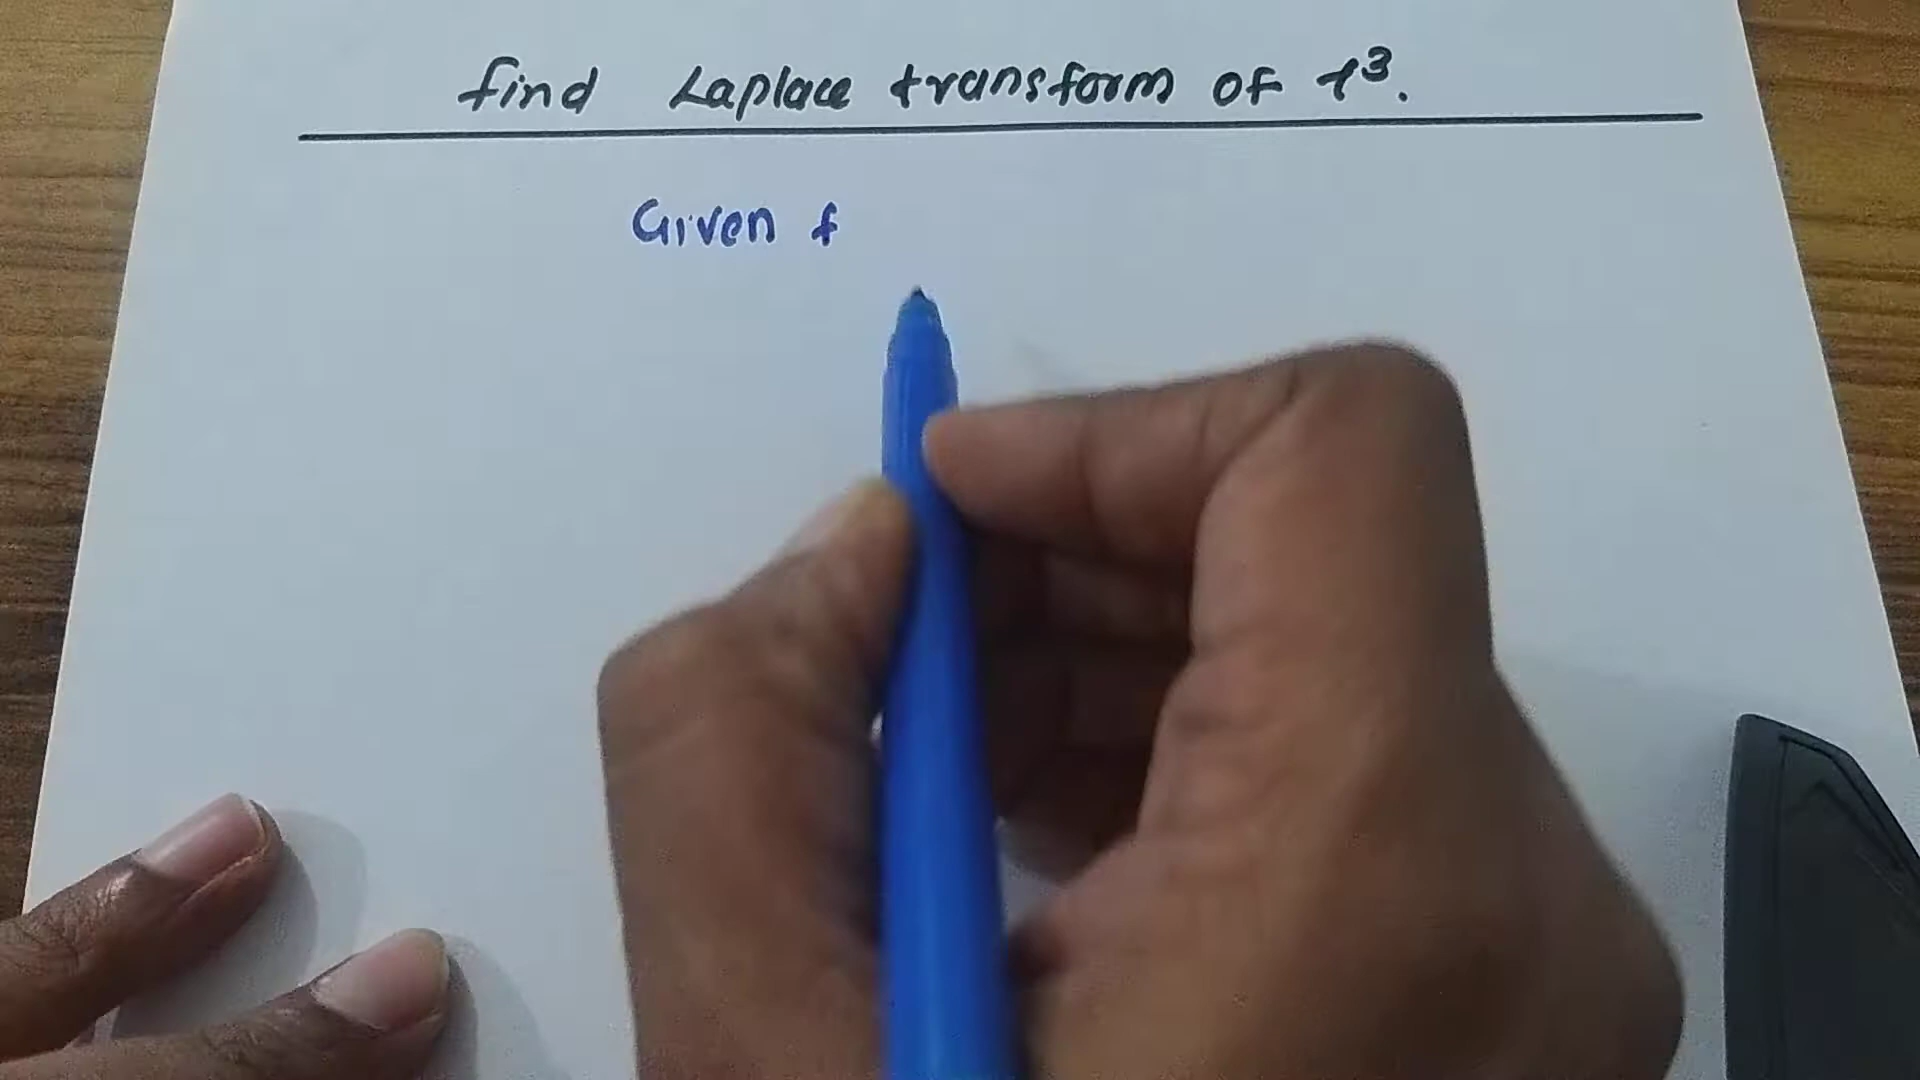 find Laplace transform of t³.
Given f